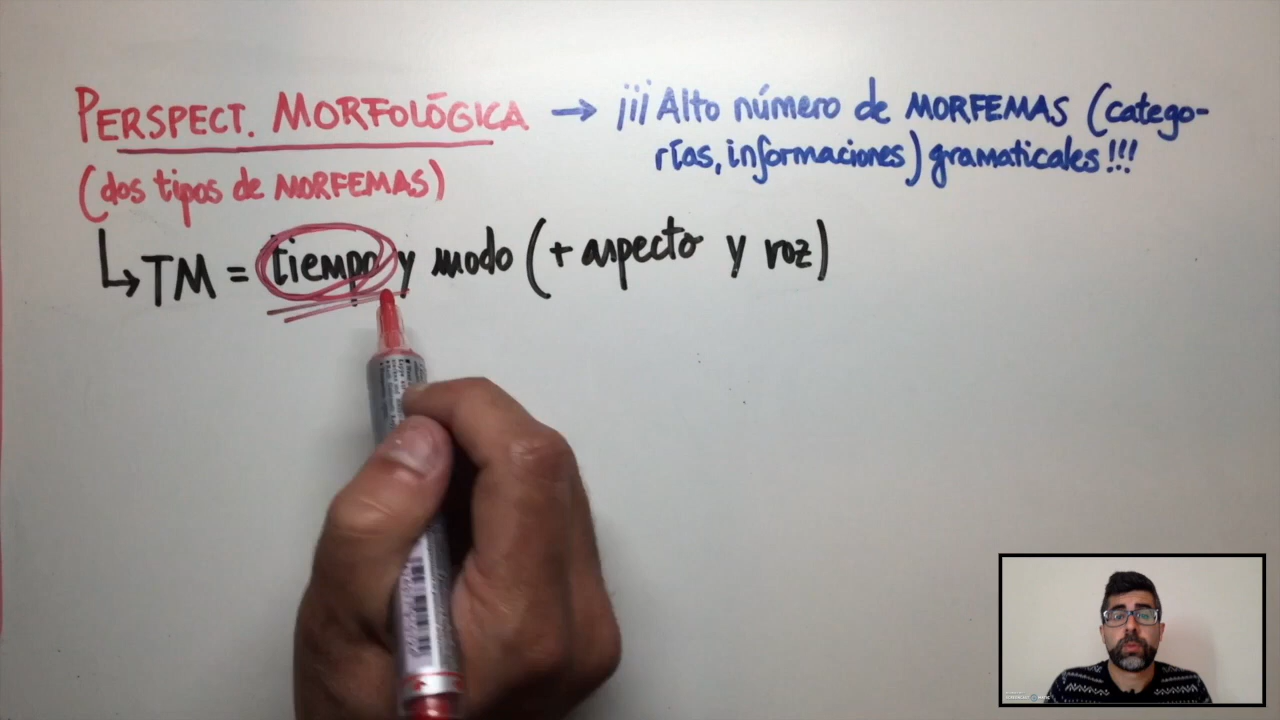 PERSPECT. MORFOLÓGICA → ¡¡¡Alto número de MORFEMAS (catego-
rías, informaciones) gramaticales!!!
(dos tipos de MORFEMAS)
↳ TM = tiempo y modo (+ aspecto y voz)